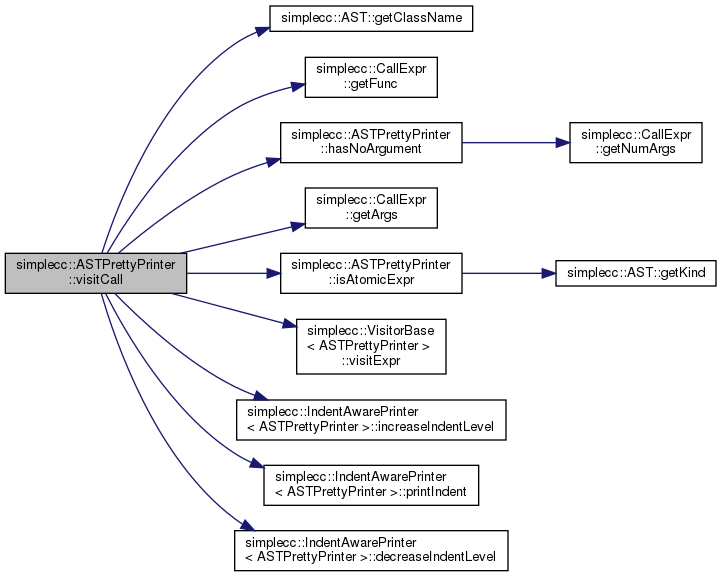 simplecc::AST::getClassName
simplecc::CallExpr
::getFunc
simplecc::ASTPrettyPrinter
::hasNoArgument
simplecc::CallExpr
::getNumArgs
simplecc::CallExpr
::getArgs
simplecc::ASTPrettyPrinter
::visitCall
simplecc::ASTPrettyPrinter
::isAtomicExpr
simplecc::AST::getKind
simplecc::VisitorBase
< ASTPrettyPrinter >
::visitExpr
simplecc::IndentAwarePrinter
< ASTPrettyPrinter >::increaseIndentLevel
simplecc::IndentAwarePrinter
< ASTPrettyPrinter >::printIndent
simplecc::IndentAwarePrinter
< ASTPrettyPrinter >::decreaseIndentLevel